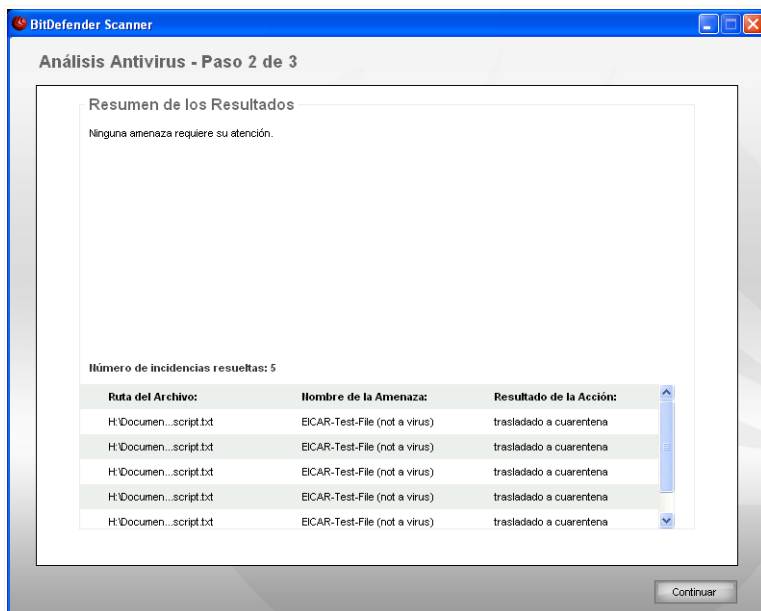 BitDefender Scanner
Análisis Antivirus - Paso 2 de 3
Resumen de los Resultados
Ninguna amenaza requiere su atención.
Número de incidencias resueltas: 5
Ruta del Archivo: Nombre de la Amenaza: Resultado de la Acción:
H:\Documen...script.txt EICAR-Test-File (not a virus) trasladado a cuarentena
H:\Documen...script.txt EICAR-Test-File (not a virus) trasladado a cuarentena
H:\Documen...script.txt EICAR-Test-File (not a virus) trasladado a cuarentena
H:\Documen...script.txt EICAR-Test-File (not a virus) trasladado a cuarentena
H:\Documen...script.txt EICAR-Test-File (not a virus) trasladado a cuarentena
Continuar